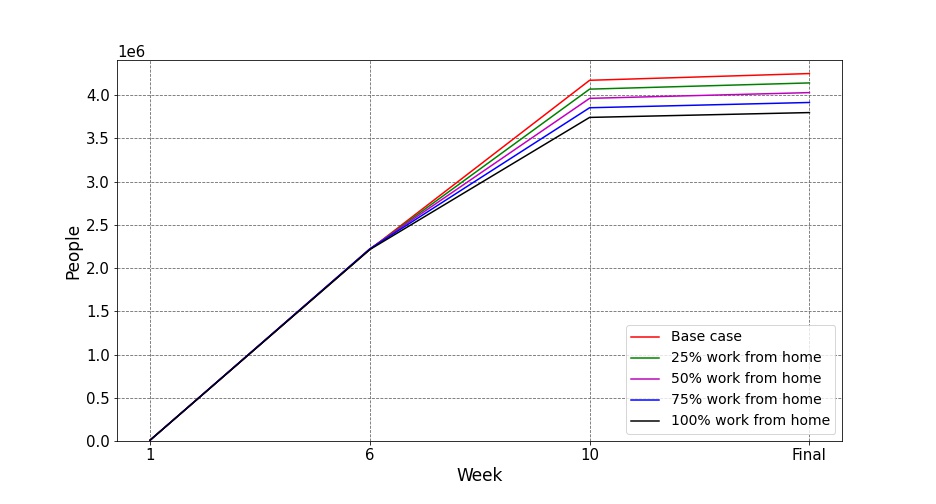 1e6
4.0
3.5
3.0
2.5
2.0
1.5
1.0
0.5
0.0
People
1 6 10 Final
Week
Base case
25% work from home
50% work from home
75% work from home
100% work from home